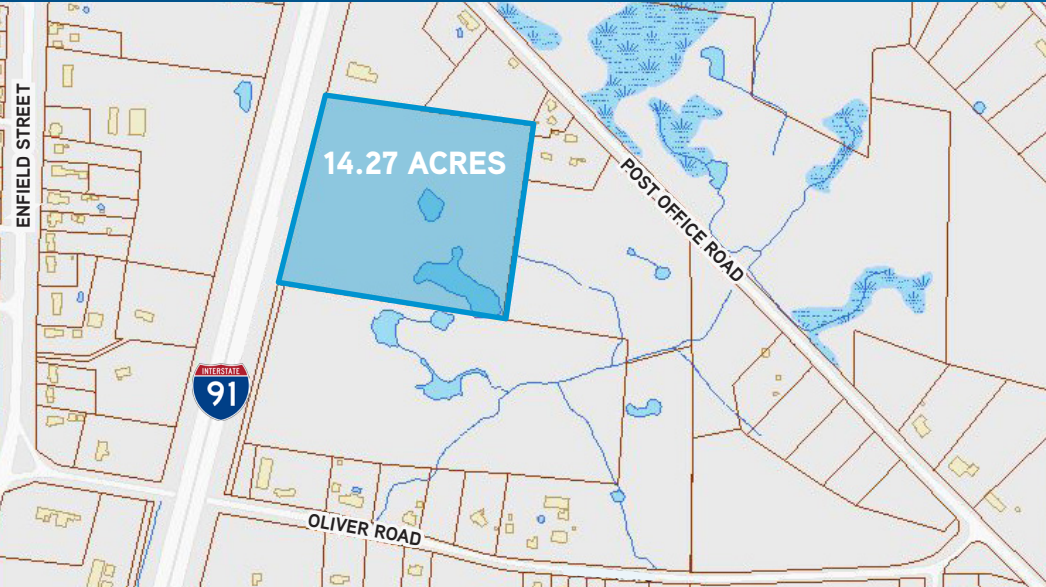 ENFIELD STREET
14.27 ACRES
POST OFFICE ROAD
INTERSTATE
91
OLIVER ROAD